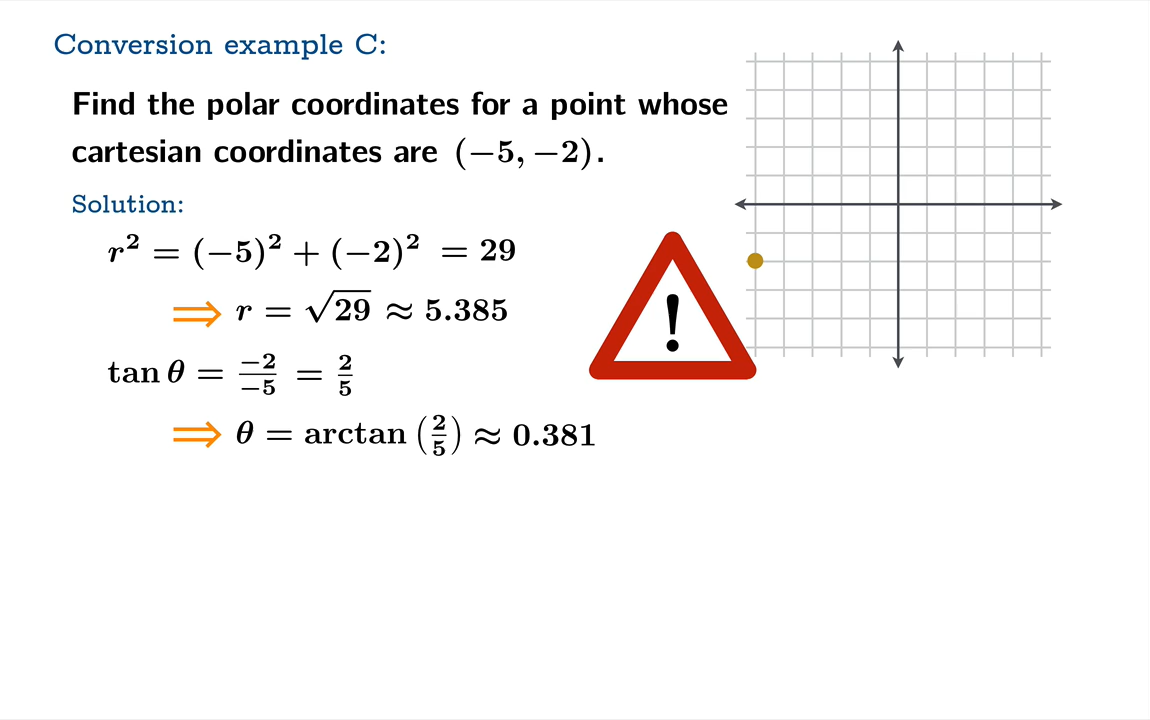 Conversion example C:
Find the polar coordinates for a point whose
cartesian coordinates are (−5, −2).
Solution:
r² = (−5)² + (−2)² = 29
⟹ r = √29 ≈ 5.385
tan θ = −2/−5 = 2/5
⟹ θ = arctan (2/5) ≈ 0.381
!